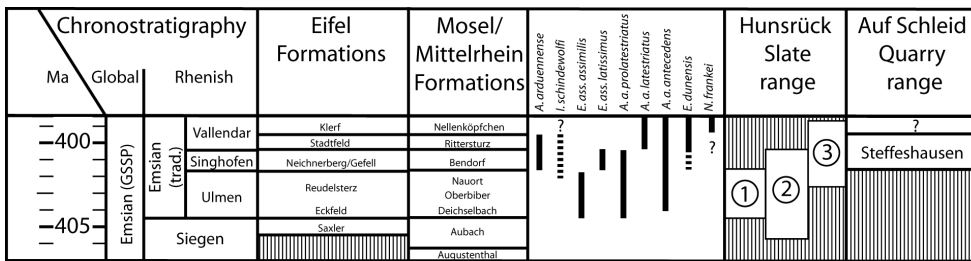 Chronostratigraphy
Ma Global Rhenish
Eifel
Formations
Mosel/
Mittelrhein
Formations
A. arduennense
I. schindewolfi
E. ass. assimilis
E. ass. latissimus
A. a. prolatestriatus
A. a. latestriatus
A. a. antecedens
E. dunensis
N. frankei
Hunsrück
Slate
range
Auf Schleid
Quarry
range
400
405
Emsian (GSSP)
Emsian
(trad.)
Vallendar
Singhofen
Ulmen
Siegen
Klerf
Stadtfeld
Neichnerberg/Gefell
Reudelsterz
Eckfeld
Saxler
Nellenköpfchen
Rittersturz
Bendorf
Nauort
Oberbiber
Deichselbach
Aubach
Augustenthal
?
?
1
2
3
?
Steffeshausen